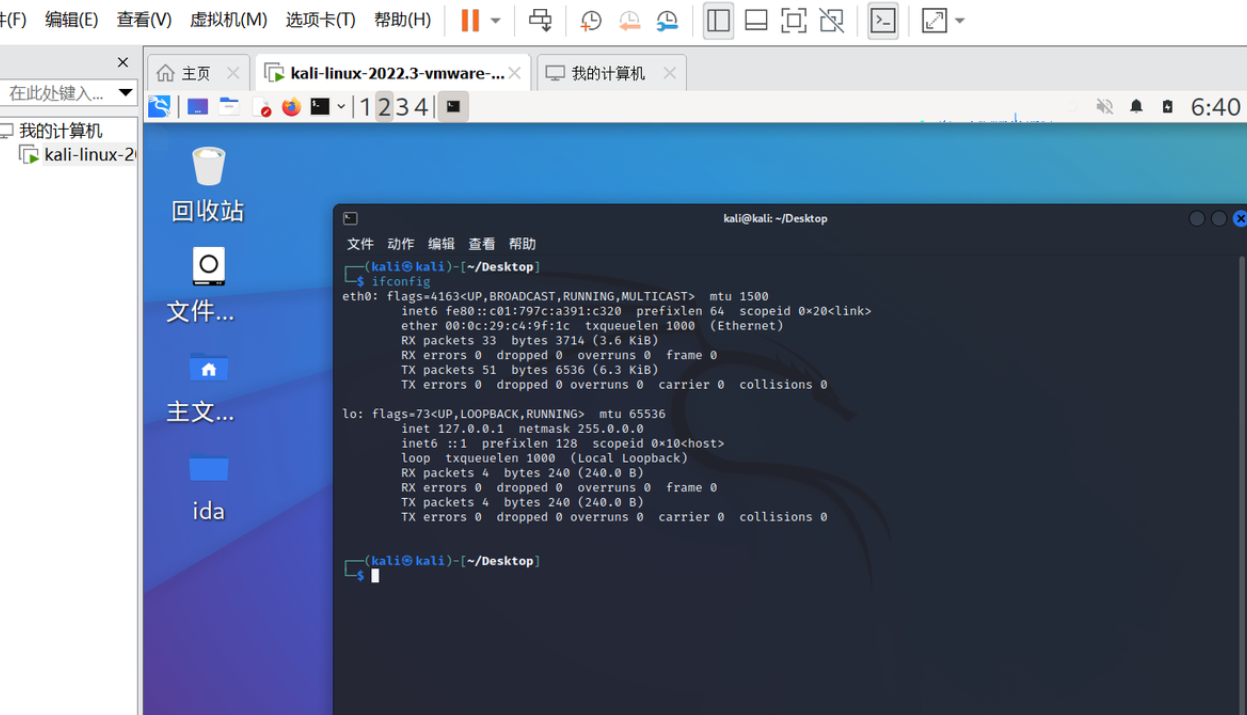 件(F) 编辑(E) 查看(V) 虚拟机(M) 选项卡(T) 帮助(H)
主页 kali-linux-2022.3-vmware-... 我的计算机
在此处键入...
1 2 3 4 6:40
我的计算机
kali-linux-20
回收站
文件...
主文...
ida
kali@kali: ~/Desktop
文件 动作 编辑 查看 帮助
┌──(kali㉿kali)-[~/Desktop]
└─$ ifconfig
eth0: flags=4163<UP,BROADCAST,RUNNING,MULTICAST>  mtu 1500
        inet6 fe80::c01:797c:a391:c320  prefixlen 64  scopeid 0×20<link>
        ether 00:0c:29:c4:9f:1c  txqueuelen 1000  (Ethernet)
        RX packets 33  bytes 3714 (3.6 KiB)
        RX errors 0  dropped 0  overruns 0  frame 0
        TX packets 51  bytes 6536 (6.3 KiB)
        TX errors 0  dropped 0 overruns 0  carrier 0  collisions 0
lo: flags=73<UP,LOOPBACK,RUNNING>  mtu 65536
        inet 127.0.0.1  netmask 255.0.0.0
        inet6 ::1  prefixlen 128  scopeid 0×10<host>
        loop  txqueuelen 1000  (Local Loopback)
        RX packets 4  bytes 240 (240.0 B)
        RX errors 0  dropped 0  overruns 0  frame 0
        TX packets 4  bytes 240 (240.0 B)
        TX errors 0  dropped 0 overruns 0  carrier 0  collisions 0
┌──(kali㉿kali)-[~/Desktop]
└─$